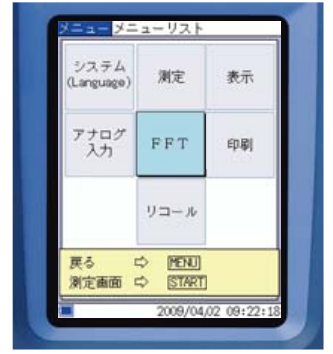 メニュー メニューリスト
システム 測定 表示
(Language)
アナログ FFT 印刷
入力
リコール
戻る ⇨ MENU
測定画面 ⇨ START
2009/04/02 09:22:18